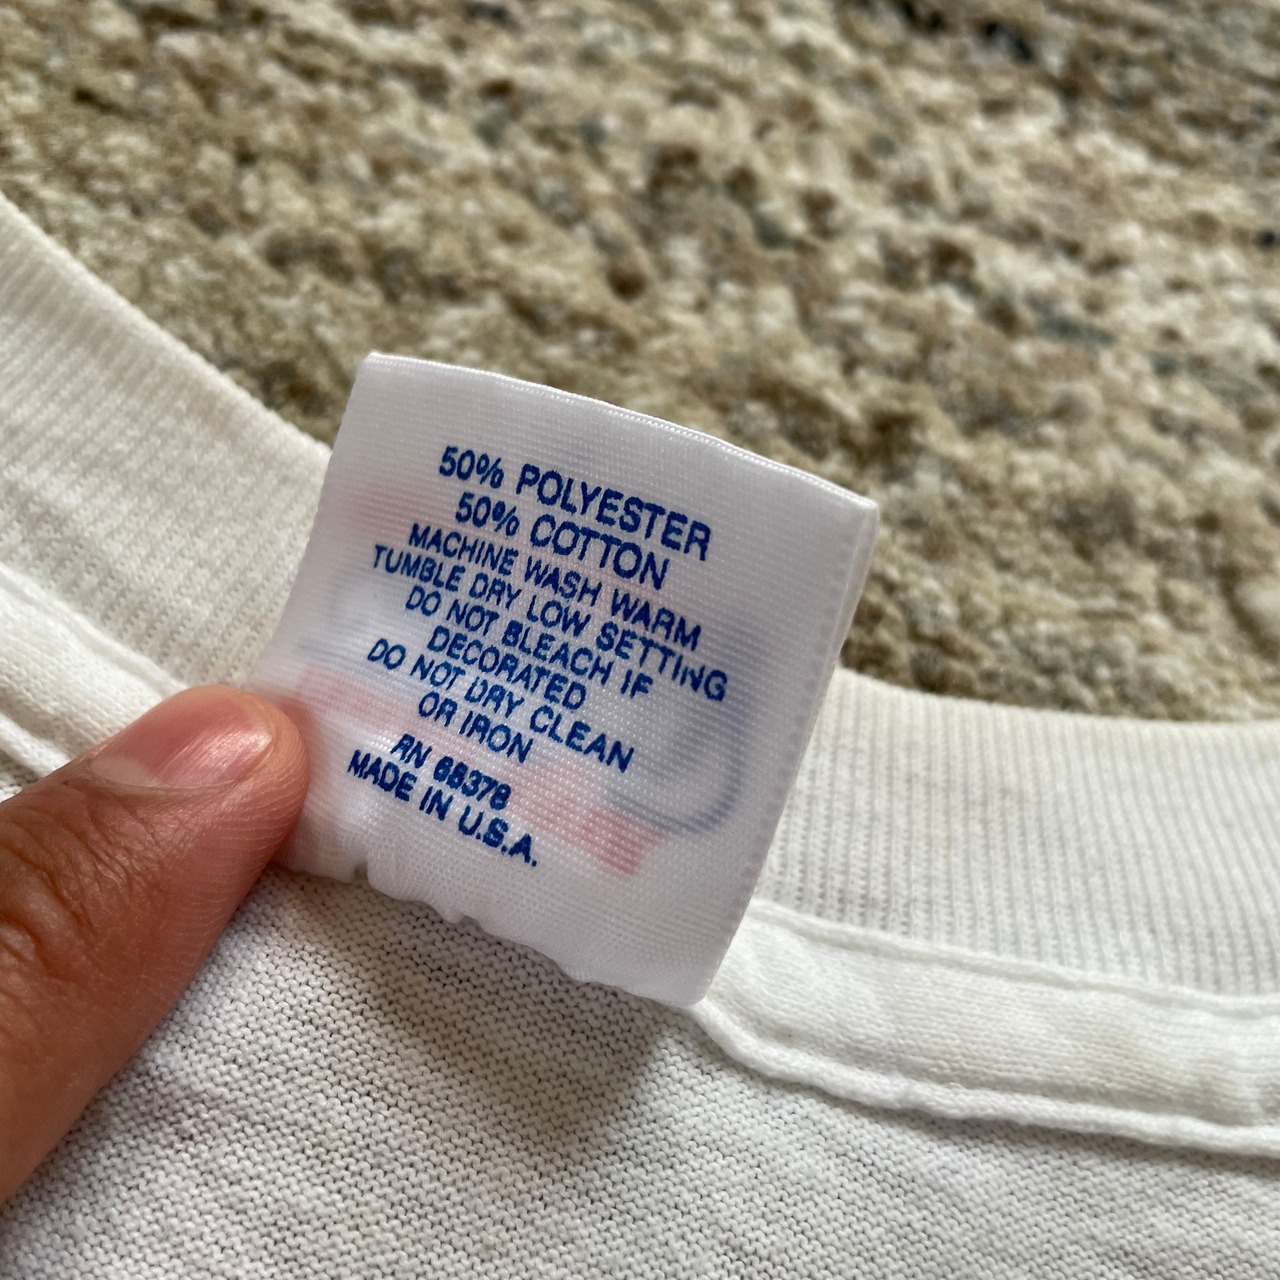 50% POLYESTER
50% COTTON
MACHINE WASH WARM
TUMBLE DRY LOW SETTING
DO NOT BLEACH IF
DECORATED
DO NOT DRY CLEAN
OR IRON
RN
MADE IN U.S.A.